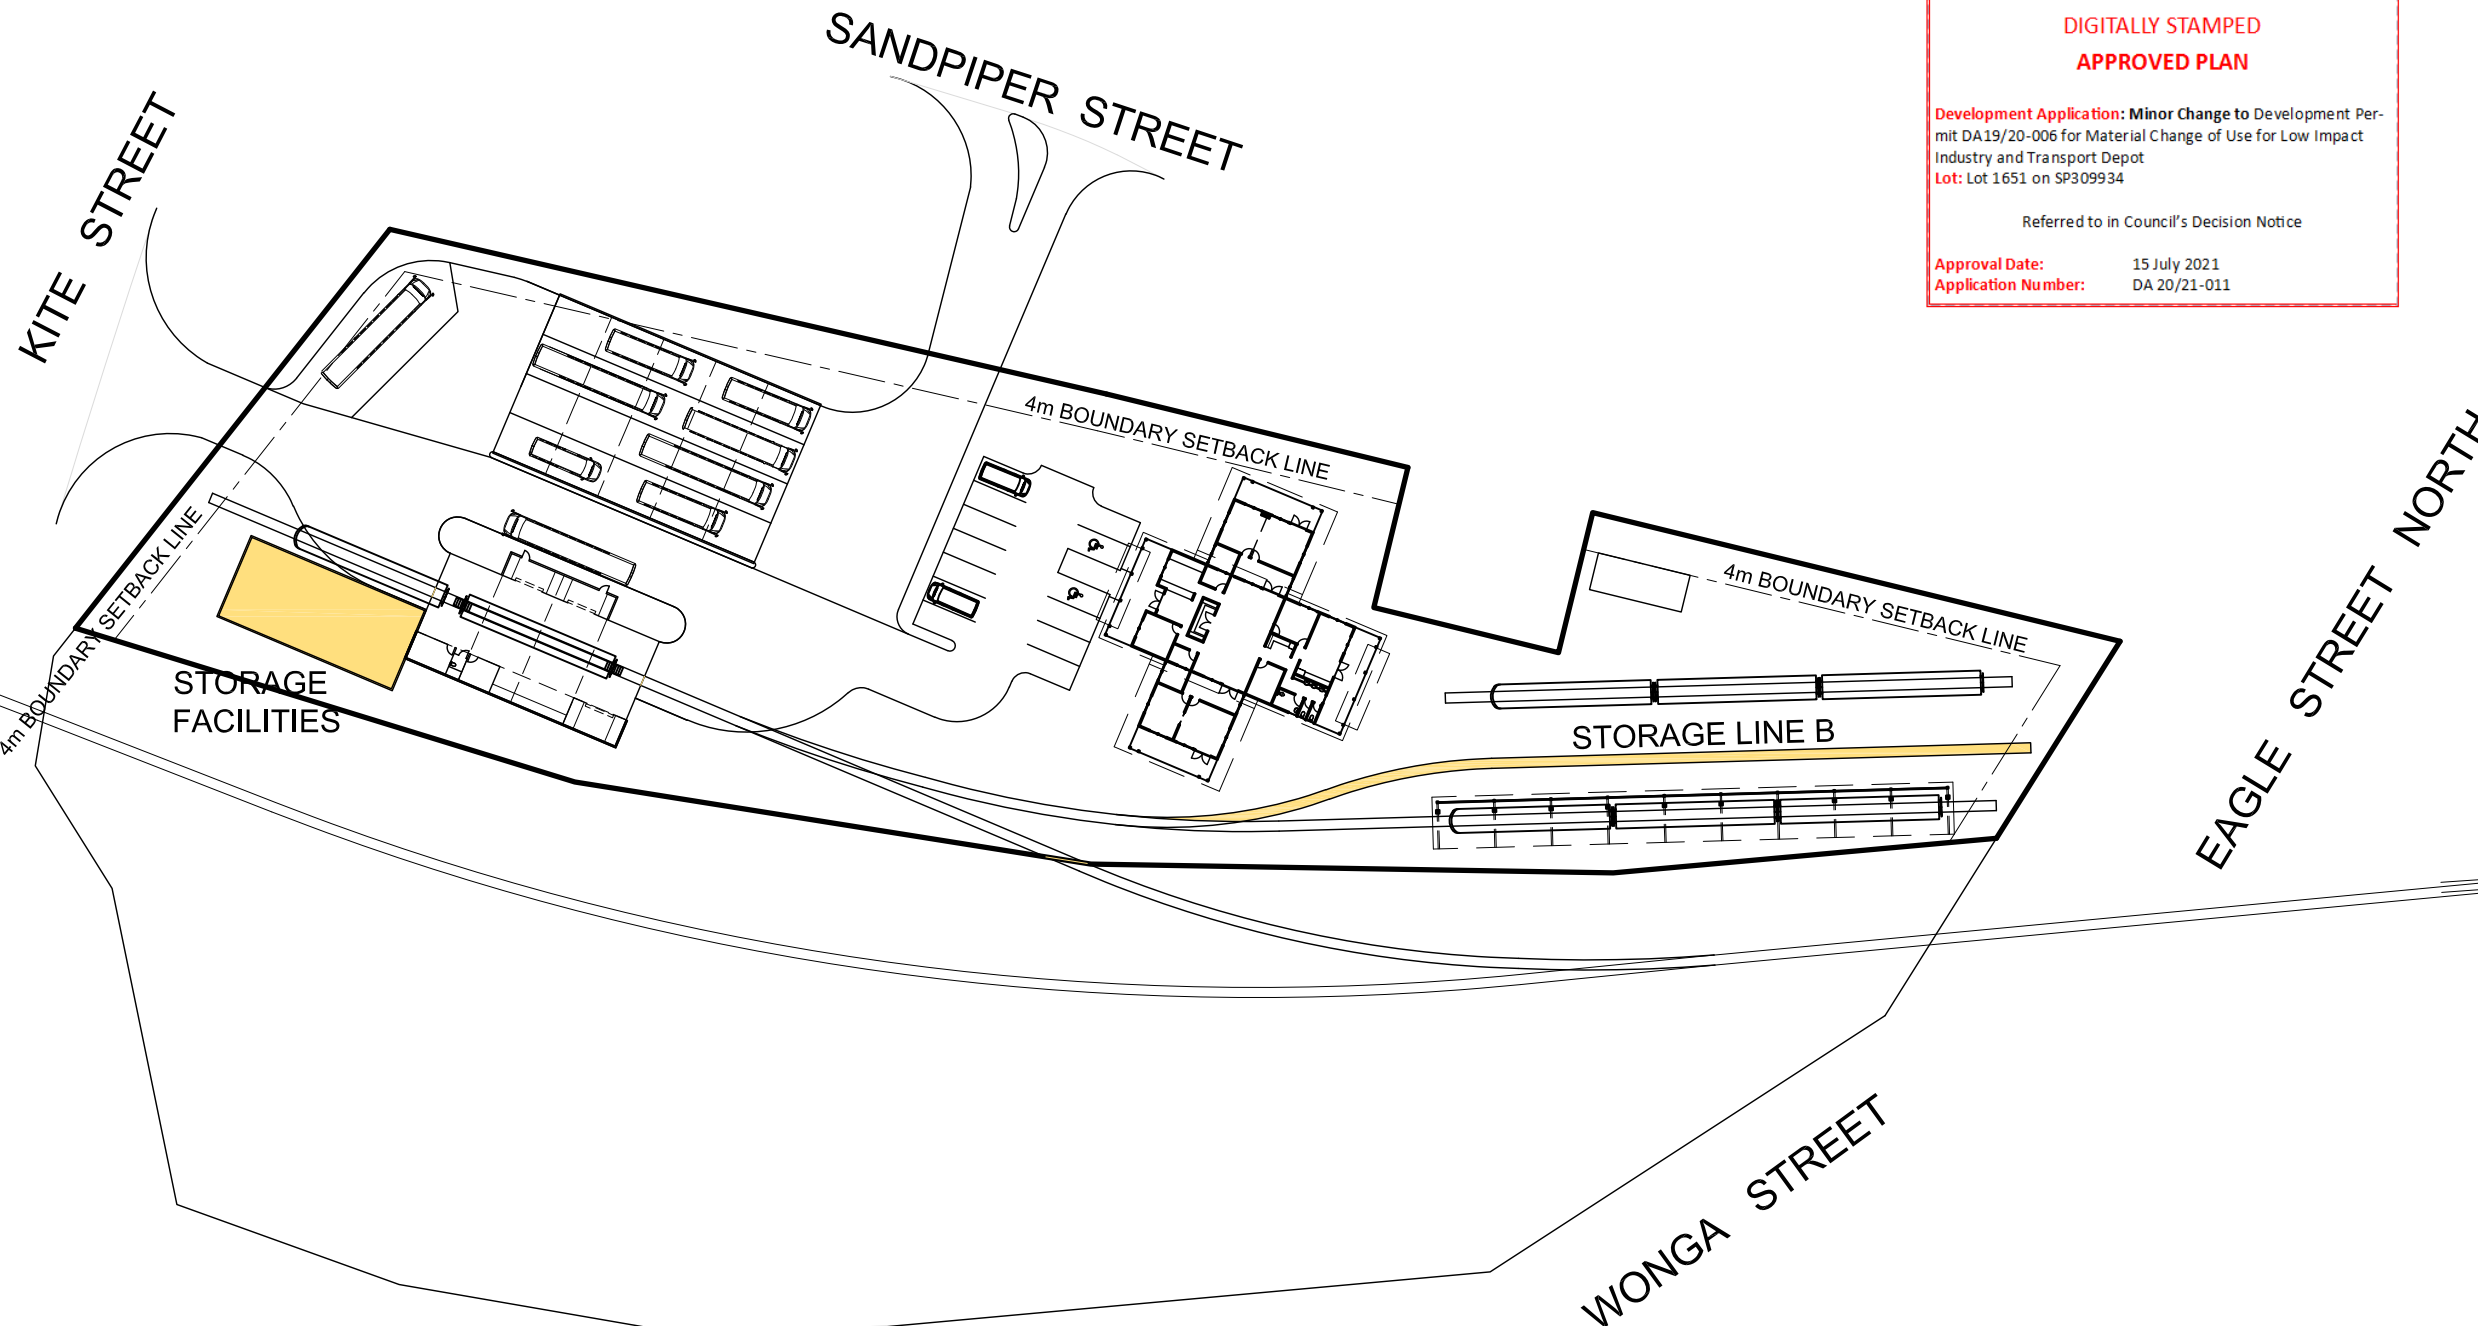 DIGITALLY STAMPED
APPROVED PLAN
Development Application: Minor Change to Development Per-
mit DA19/20-006 for Material Change of Use for Low Impact
Industry and Transport Depot
Lot: Lot 1651 on SP309934
Referred to in Council's Decision Notice
Approval Date: 15 July 2021
Application Number: DA 20/21-011
SANDPIPER STREET
KITE STREET
4m BOUNDARY SETBACK LINE
4m BOUNDARY SETBACK LINE
4m BOUNDARY SETBACK LINE
EAGLE STREET NORTH
STORAGE
FACILITIES
STORAGE LINE B
WONGA STREET